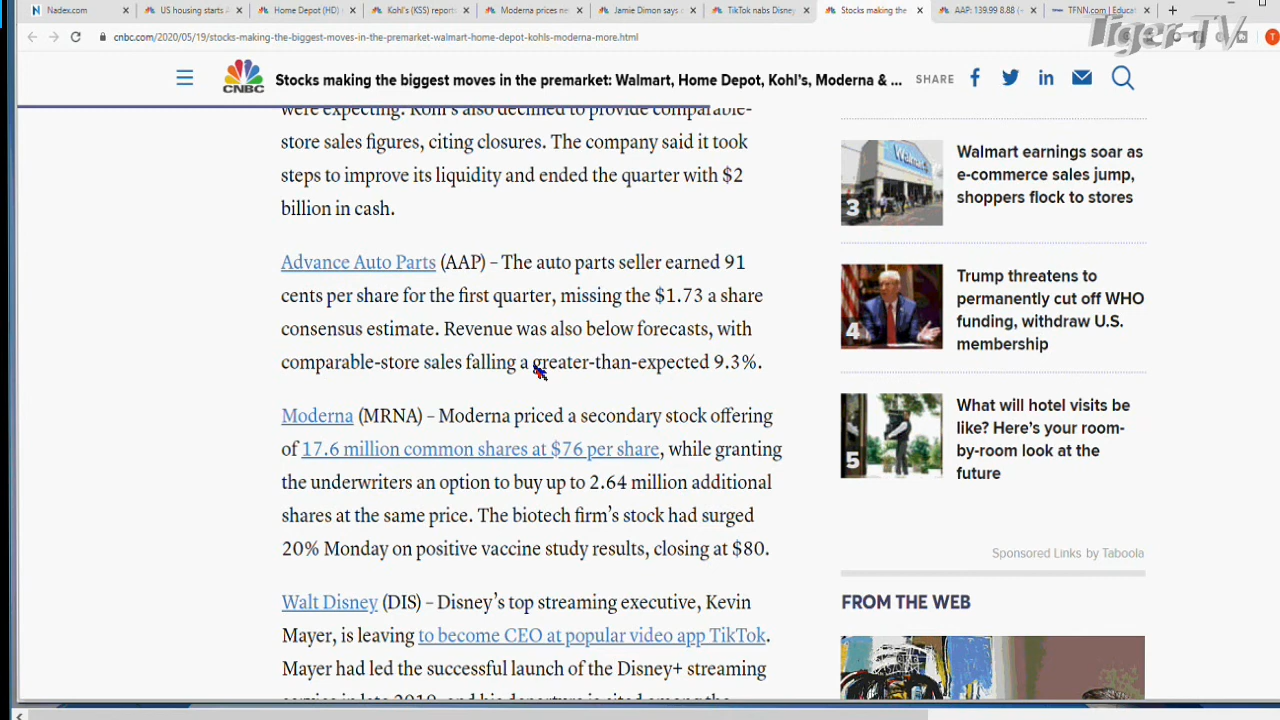 Nadex.com
US housing starts
Home Depot (HD)
Kohl's (KSS) report
Moderna prices ne
Jamie Dimon says
TikTok nabs Disney
Stocks making the
AAP: 139.99 8.88 (
TFNN.com | Educat
Tiger-TV
cnbc.com/2020/05/19/stocks-making-the-biggest-moves-in-the-premarket-walmart-home-depot-kohls-moderna-more.html
T
CNBC
Stocks making the biggest moves in the premarket: Walmart, Home Depot, Kohl's, Moderna & ...
SHARE
were expecting. Kohl's also declined to provide comparable-
store sales figures, citing closures. The company said it took
steps to improve its liquidity and ended the quarter with $2
billion in cash.
Advance Auto Parts (AAP) – The auto parts seller earned 91
cents per share for the first quarter, missing the $1.73 a share
consensus estimate. Revenue was also below forecasts, with
comparable-store sales falling a greater-than-expected 9.3%.
Moderna (MRNA) – Moderna priced a secondary stock offering
of 17.6 million common shares at $76 per share, while granting
the underwriters an option to buy up to 2.64 million additional
shares at the same price. The biotech firm's stock had surged
20% Monday on positive vaccine study results, closing at $80.
Walt Disney (DIS) – Disney's top streaming executive, Kevin
Mayer, is leaving to become CEO at popular video app TikTok.
Mayer had led the successful launch of the Disney+ streaming
Walmart
3
Walmart earnings soar as
e-commerce sales jump,
shoppers flock to stores
4
Trump threatens to
permanently cut off WHO
funding, withdraw U.S.
membership
5
What will hotel visits be
like? Here's your room-
by-room look at the
future
Sponsored Links by Taboola
FROM THE WEB